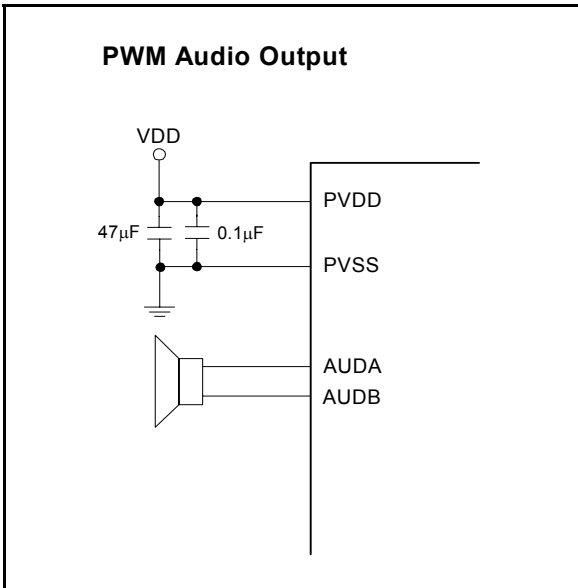 PWM Audio Output
VDD
PVDD
47μF 0.1μF
PVSS
AUDA
AUDB